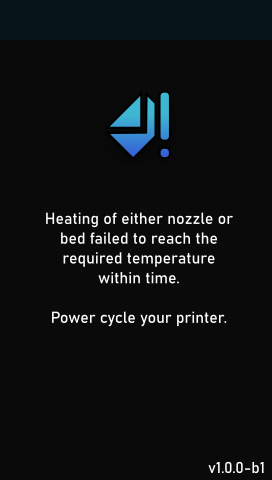 Heating of either nozzle or
bed failed to reach the
required temperature
within time.
Power cycle your printer.
v1.0.0-b1